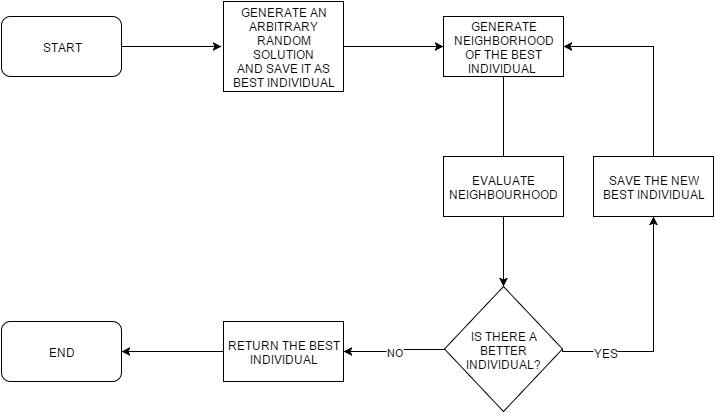 START
GENERATE AN
ARBITRARY
RANDOM
SOLUTION
AND SAVE IT AS
BEST INDIVIDUAL
GENERATE
NEIGHBORHOOD
OF THE BEST
INDIVIDUAL
EVALUATE
NEIGHBOURHOOD
SAVE THE NEW
BEST INDIVIDUAL
IS THERE A
BETTER
INDIVIDUAL?
YES
NO
RETURN THE BEST
INDIVIDUAL
END